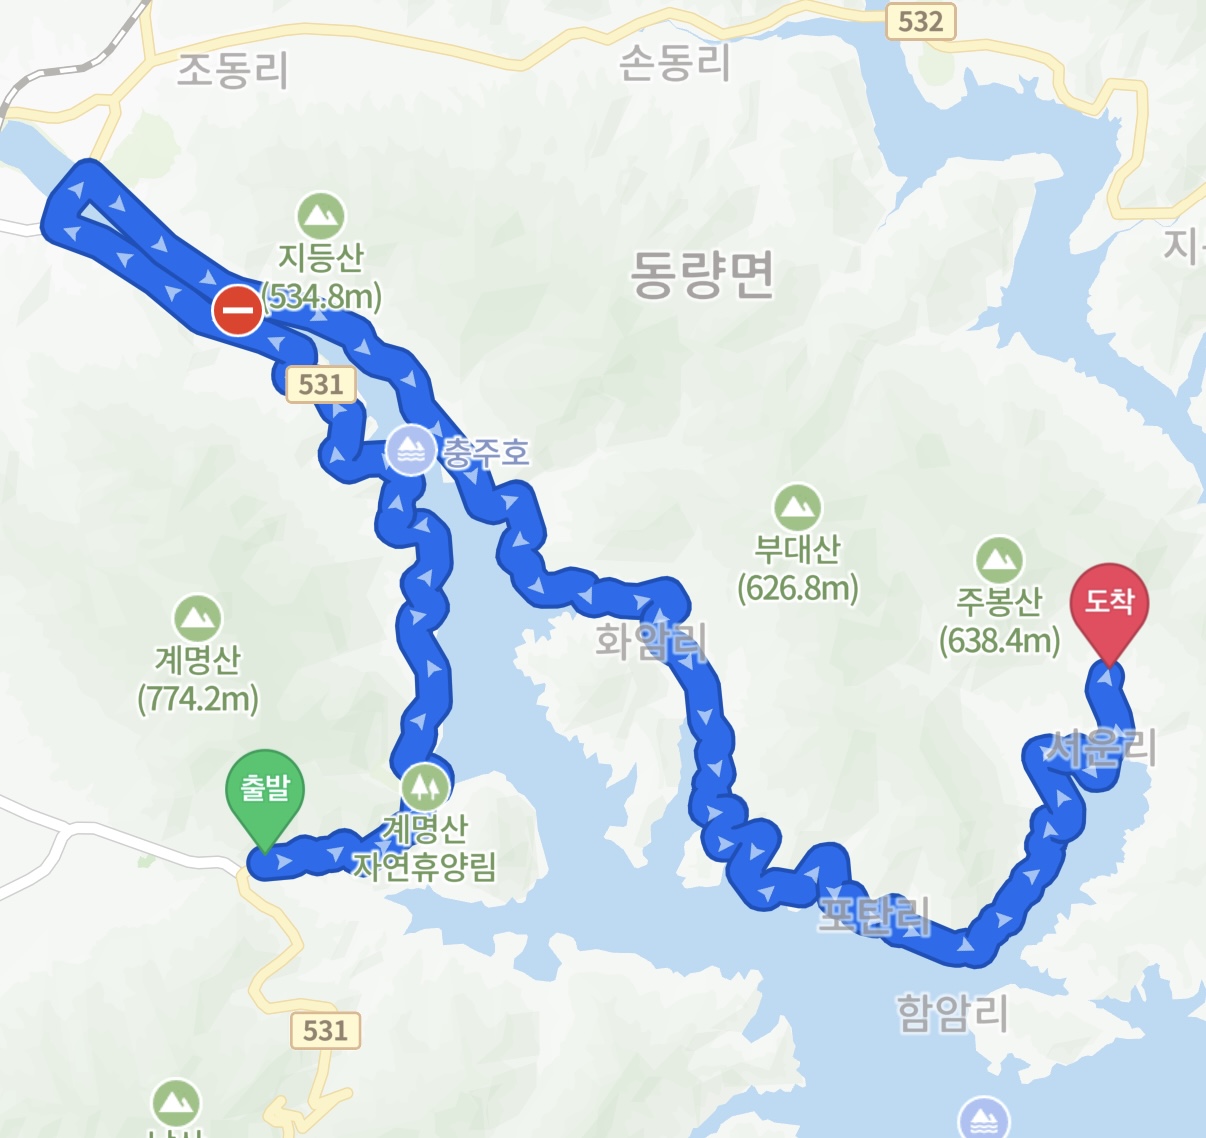 532
조동리
손동리
지등산
(534.8m)
동량면
531
충주호
부대산
(626.8m)
주봉산
(638.4m)
도착
화암리
계명산
(774.2m)
서운리
출발
계명산
자연휴양림
포탄리
함암리
531